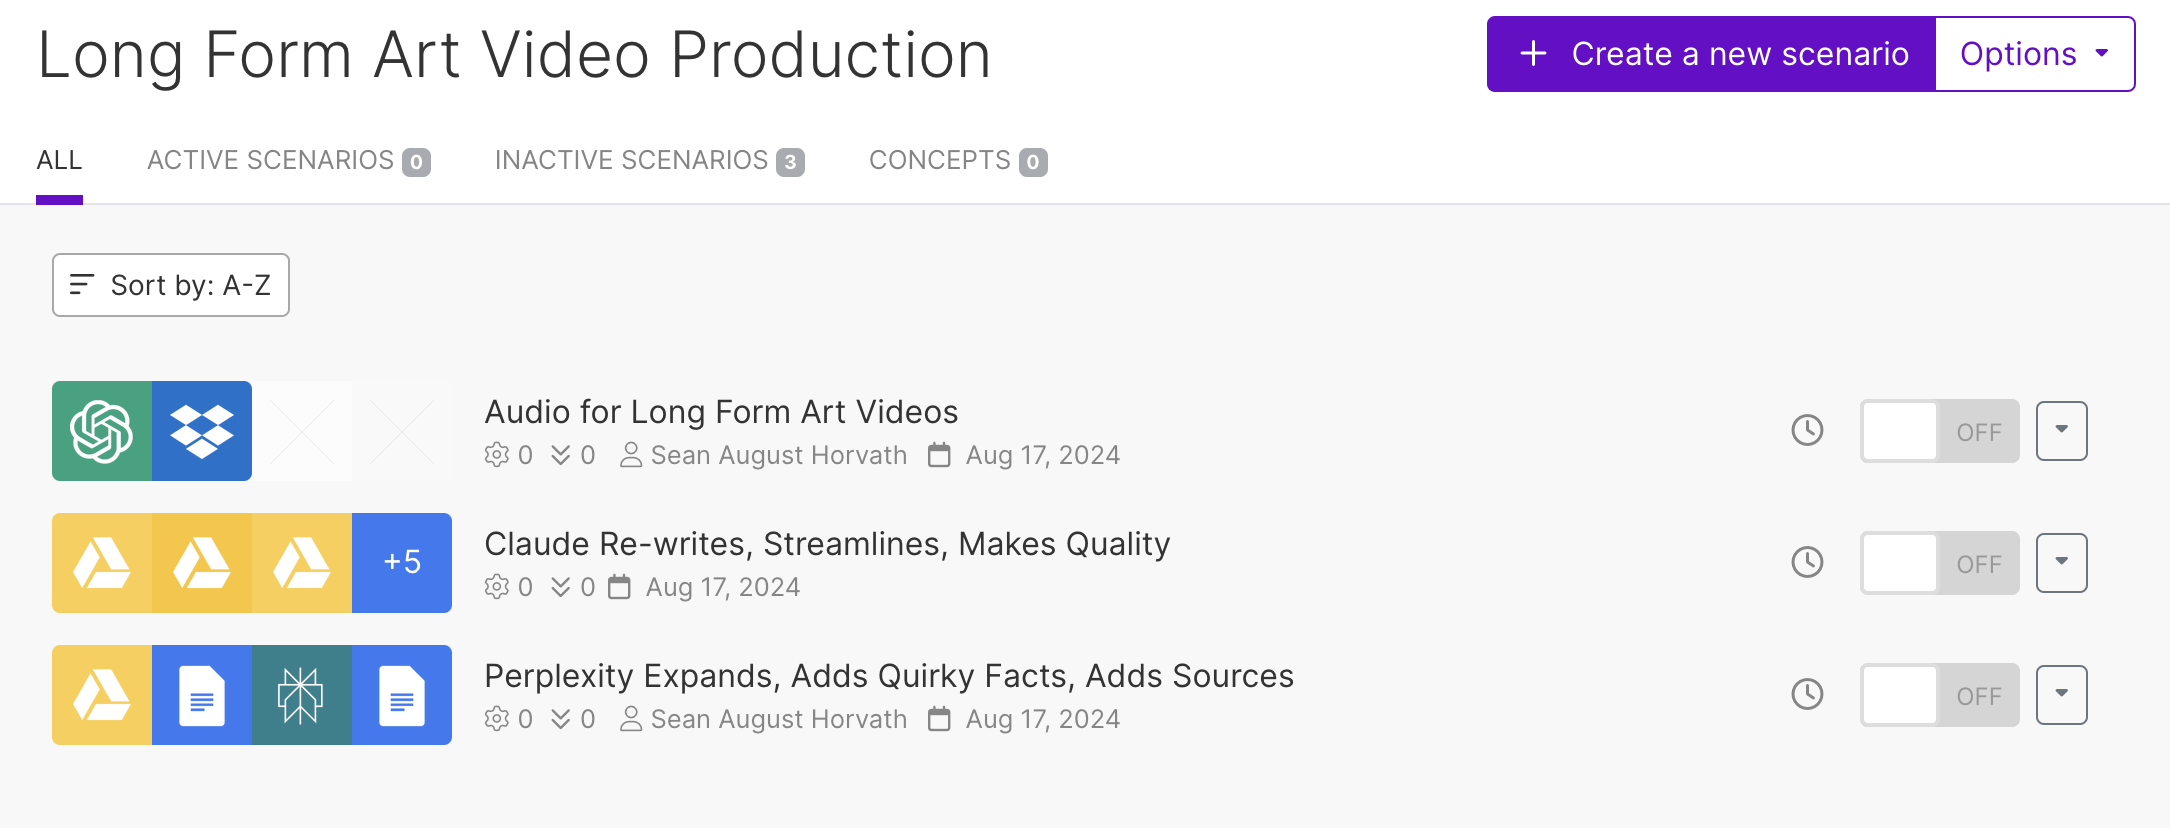 Long Form Art Video Production
+ Create a new scenario
Options
ALL
ACTIVE SCENARIOS 0
INACTIVE SCENARIOS 3
CONCEPTS 0
Sort by: A-Z
Audio for Long Form Art Videos
0 0 Sean August Horvath Aug 17, 2024
OFF
+5
Claude Re-writes, Streamlines, Makes Quality
0 0 Aug 17, 2024
OFF
Perplexity Expands, Adds Quirky Facts, Adds Sources
0 0 Sean August Horvath Aug 17, 2024
OFF